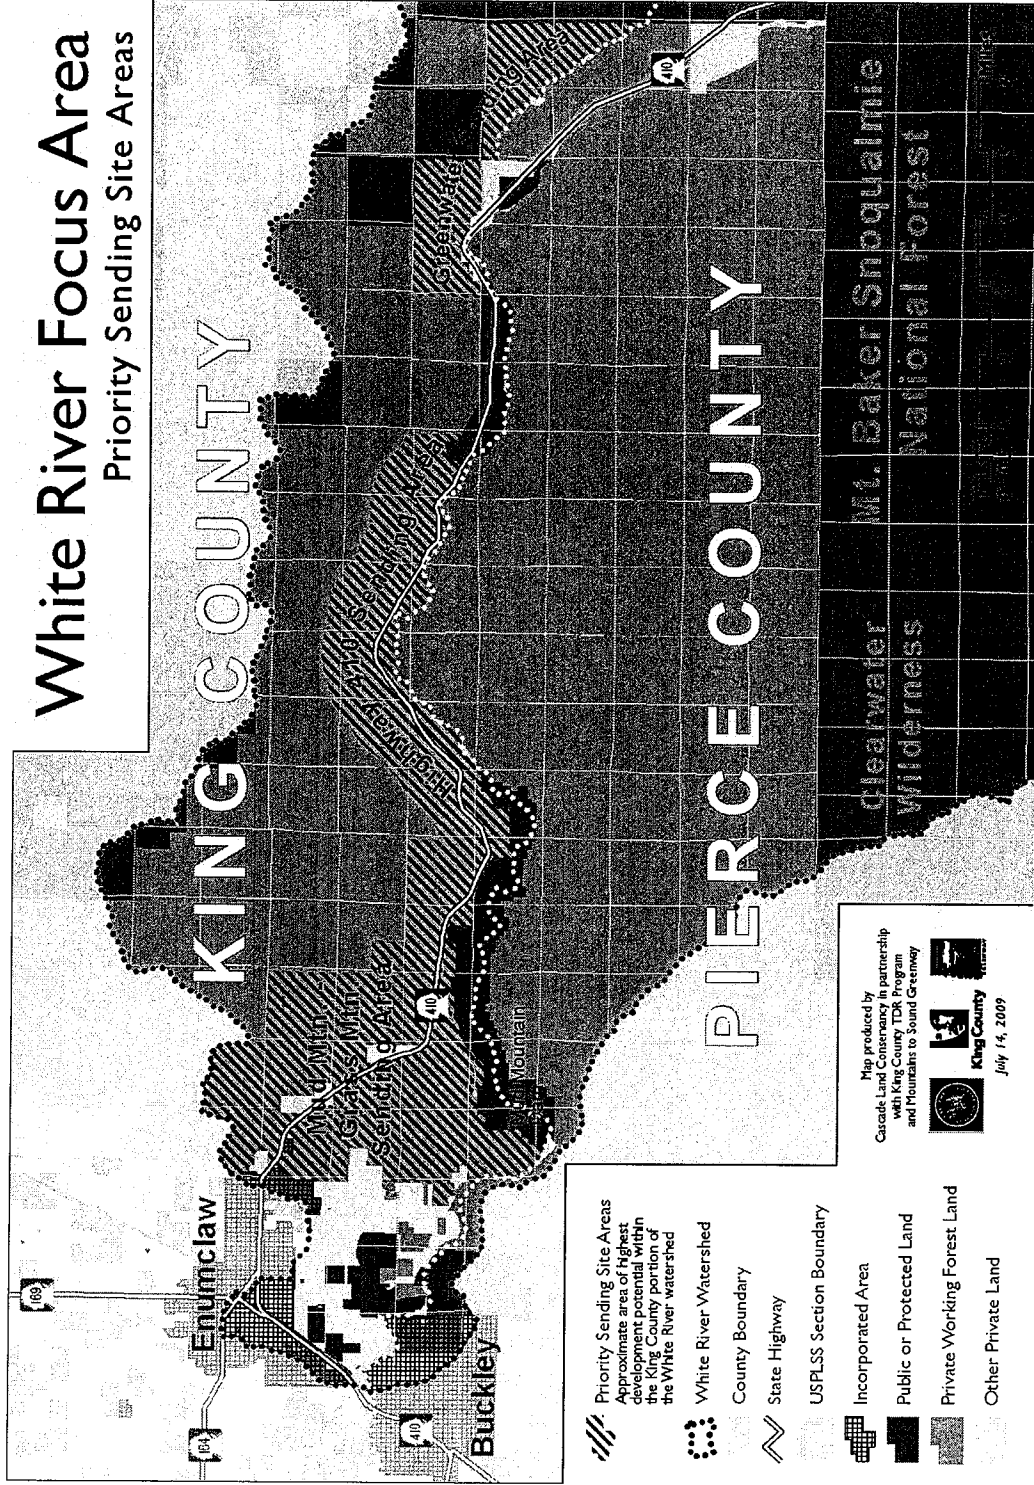 White River Focus Area
Priority Sending Site Areas
KING COUNTY
PIERCE COUNTY
Enumclaw
Buckley
169
164
410
410
410
Mud Mtn
Grass Mtn
Sending Area
Highway 410 Sending Area
Greenwater
Area
Mountain
Clearwater
Wilderness
Mt. Baker Snoqualmie
National Forest
Priority Sending Site Areas
Approximate area of highest
development potential within
the King County portion of
the White River watershed
White River Watershed
County Boundary
State Highway
USPLSS Section Boundary
Incorporated Area
Public or Protected Land
Private Working Forest Land
Other Private Land
Map produced by
Cascade Land Conservancy in partnership
with King County TDR Program
and Mountains to Sound Greenway
King County
July 14, 2009